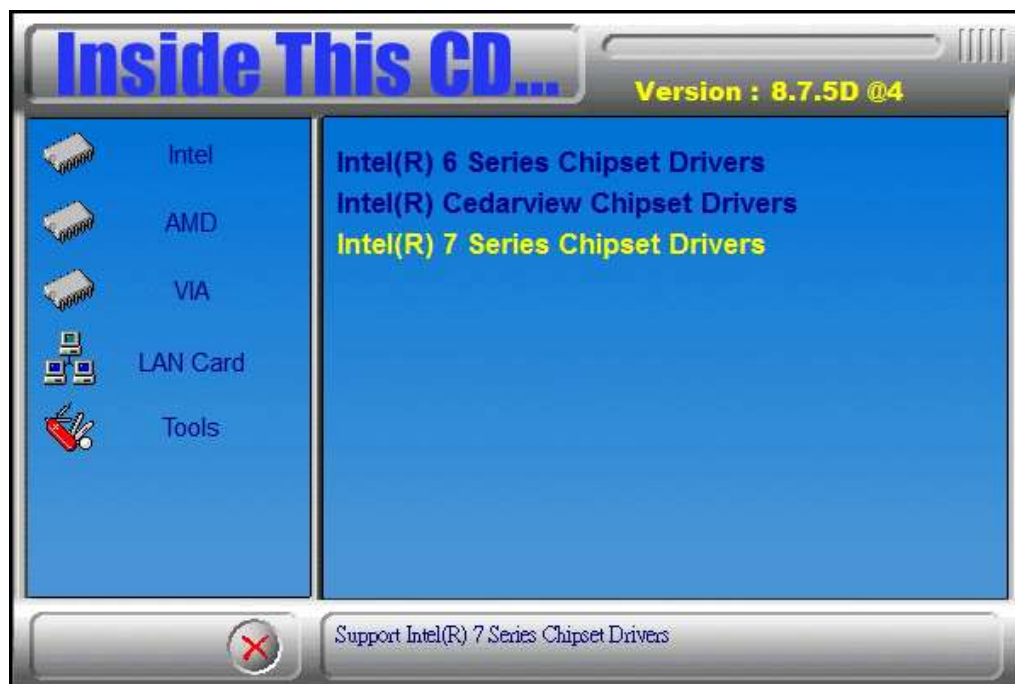 Inside This CD...
Version : 8.7.5D @4
Intel
AMD
VIA
LAN Card
Tools
Intel(R) 6 Series Chipset Drivers
Intel(R) Cedarview Chipset Drivers
Intel(R) 7 Series Chipset Drivers
Support Intel(R) 7 Series Chipset Drivers